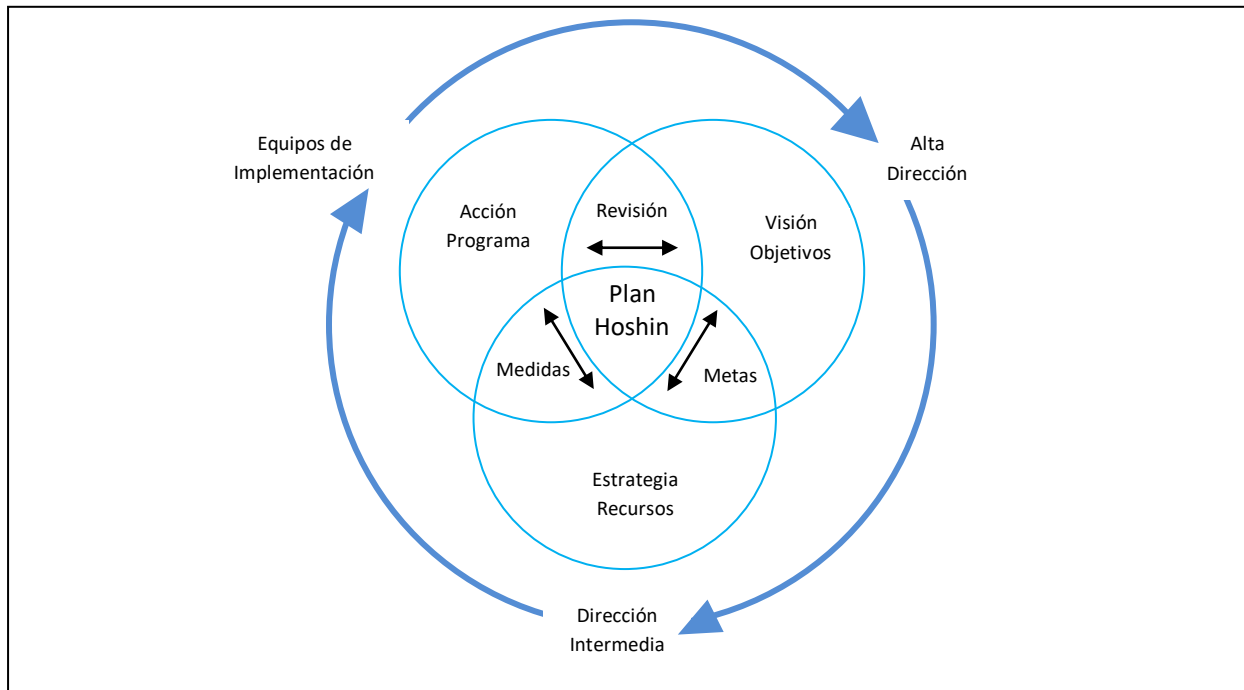 Equipos de
Implementación
Alta
Dirección
Acción
Programa
Revisión
Visión
Objetivos
Plan
Hoshin
Medidas
Metas
Estrategia
Recursos
Dirección
Intermedia